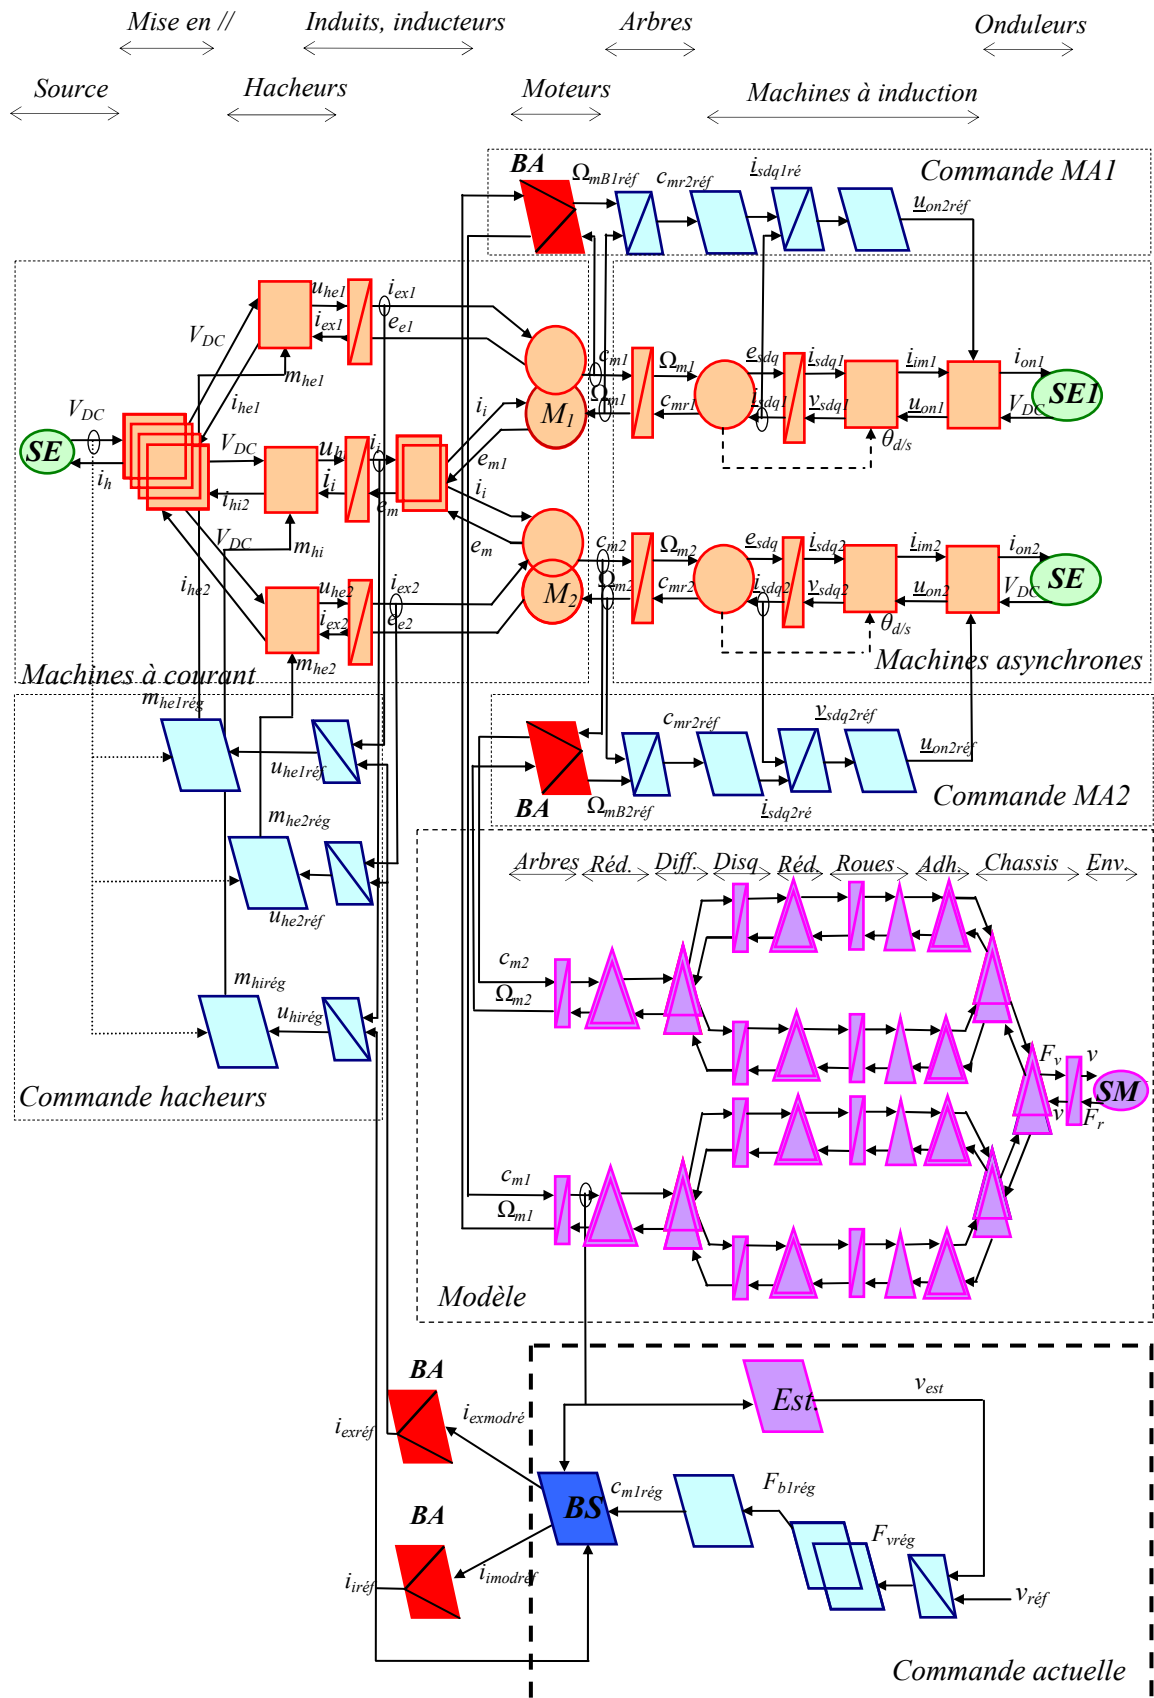 Mise en //
Induits, inducteurs
Arbres
Onduleurs
Source
Hacheurs
Moteurs
Machines à induction
BA
Ω_mB1réf
c_mr2réf
i_sdq1ré
u_on2réf
Commande MA1
u_he1
i_ex1
V_DC
i_ex1
e_e1
m_he1
i_he1
c_m1
Ω_m1
e_sdq
i_sdq1
i_im1
i_on1
V_DC
SE
i_h
V_DC
u_h
i_i
i_i
M_1
Ω_m1
c_mr1
i_sdq1
v_sdq1
u_on1
V_DC
SE1
θ_d/s
i_hi2
i_i
e_m
e_m1
i_i
V_DC
m_hi
e_m
i_he2
u_he2
i_ex2
i_ex2
e_e2
m_he2
c_m2
Ω_m2
e_sdq
i_sdq2
i_im2
i_on2
M_2
Ω_m2
c_mr2
i_sdq2
v_sdq2
u_on2
V_DC
SE
θ_d/s
Machines à courant
Machines asynchrones
m_he1rég
u_he1réf
BA
Ω_mB2réf
c_mr2réf
i_sdq2ré
v_sdq2réf
u_on2réf
Commande MA2
m_he2rég
u_he2réf
m_hirég
u_hirég
Commande hacheurs
Arbres
Réd.
Diff.
Disq
Réd.
Roues
Adh.
Chassis
Env.
c_m2
Ω_m2
F_v
v
v
F_r
SM
c_m1
Ω_m1
Modèle
BA
i_exréf
i_exmodré
Est.
v_est
BS
c_m1rég
F_b1rég
F_vrég
BA
i_iréf
i_imodréf
v_réf
Commande actuelle